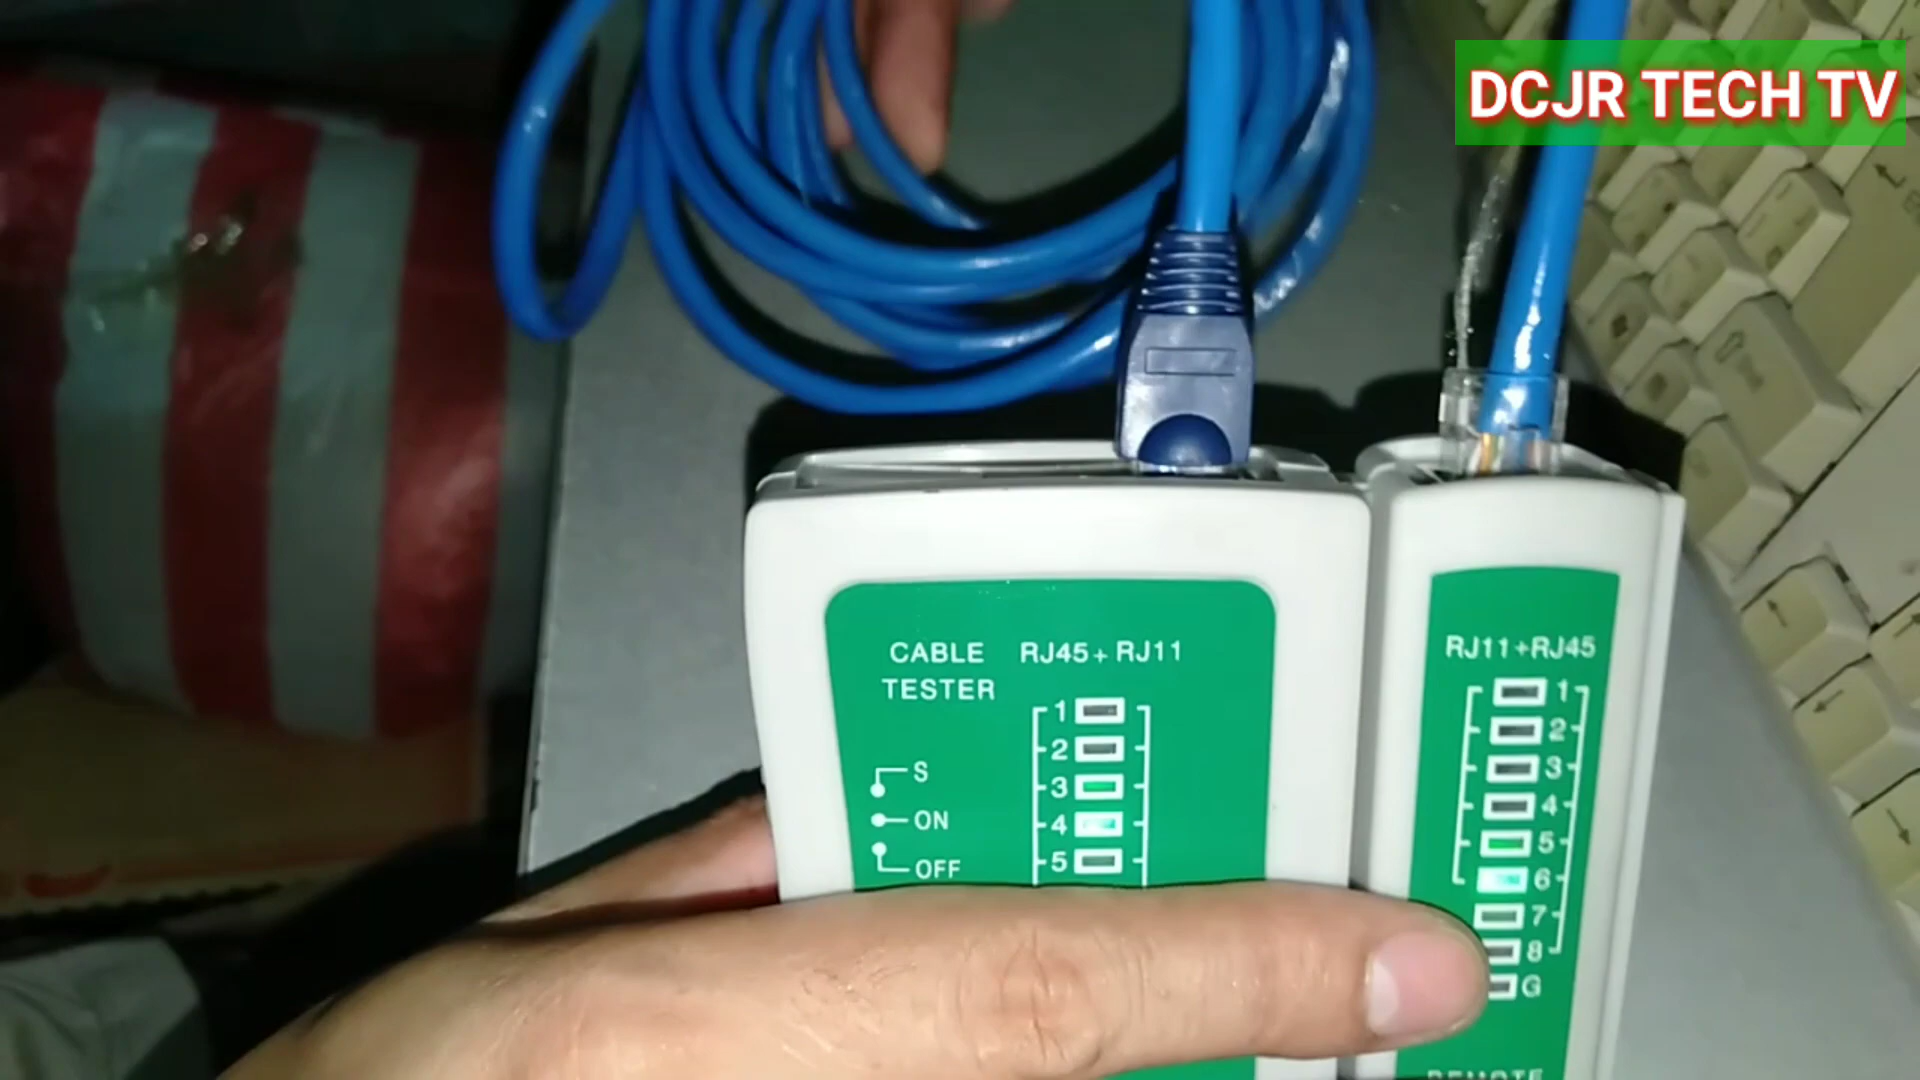 DCJR TECH TV
CABLE TESTER
RJ45+RJ11
1
2
3
4
5
S
ON
OFF
RJ11+RJ45
1
2
3
4
5
6
7
8
G
REMOTE